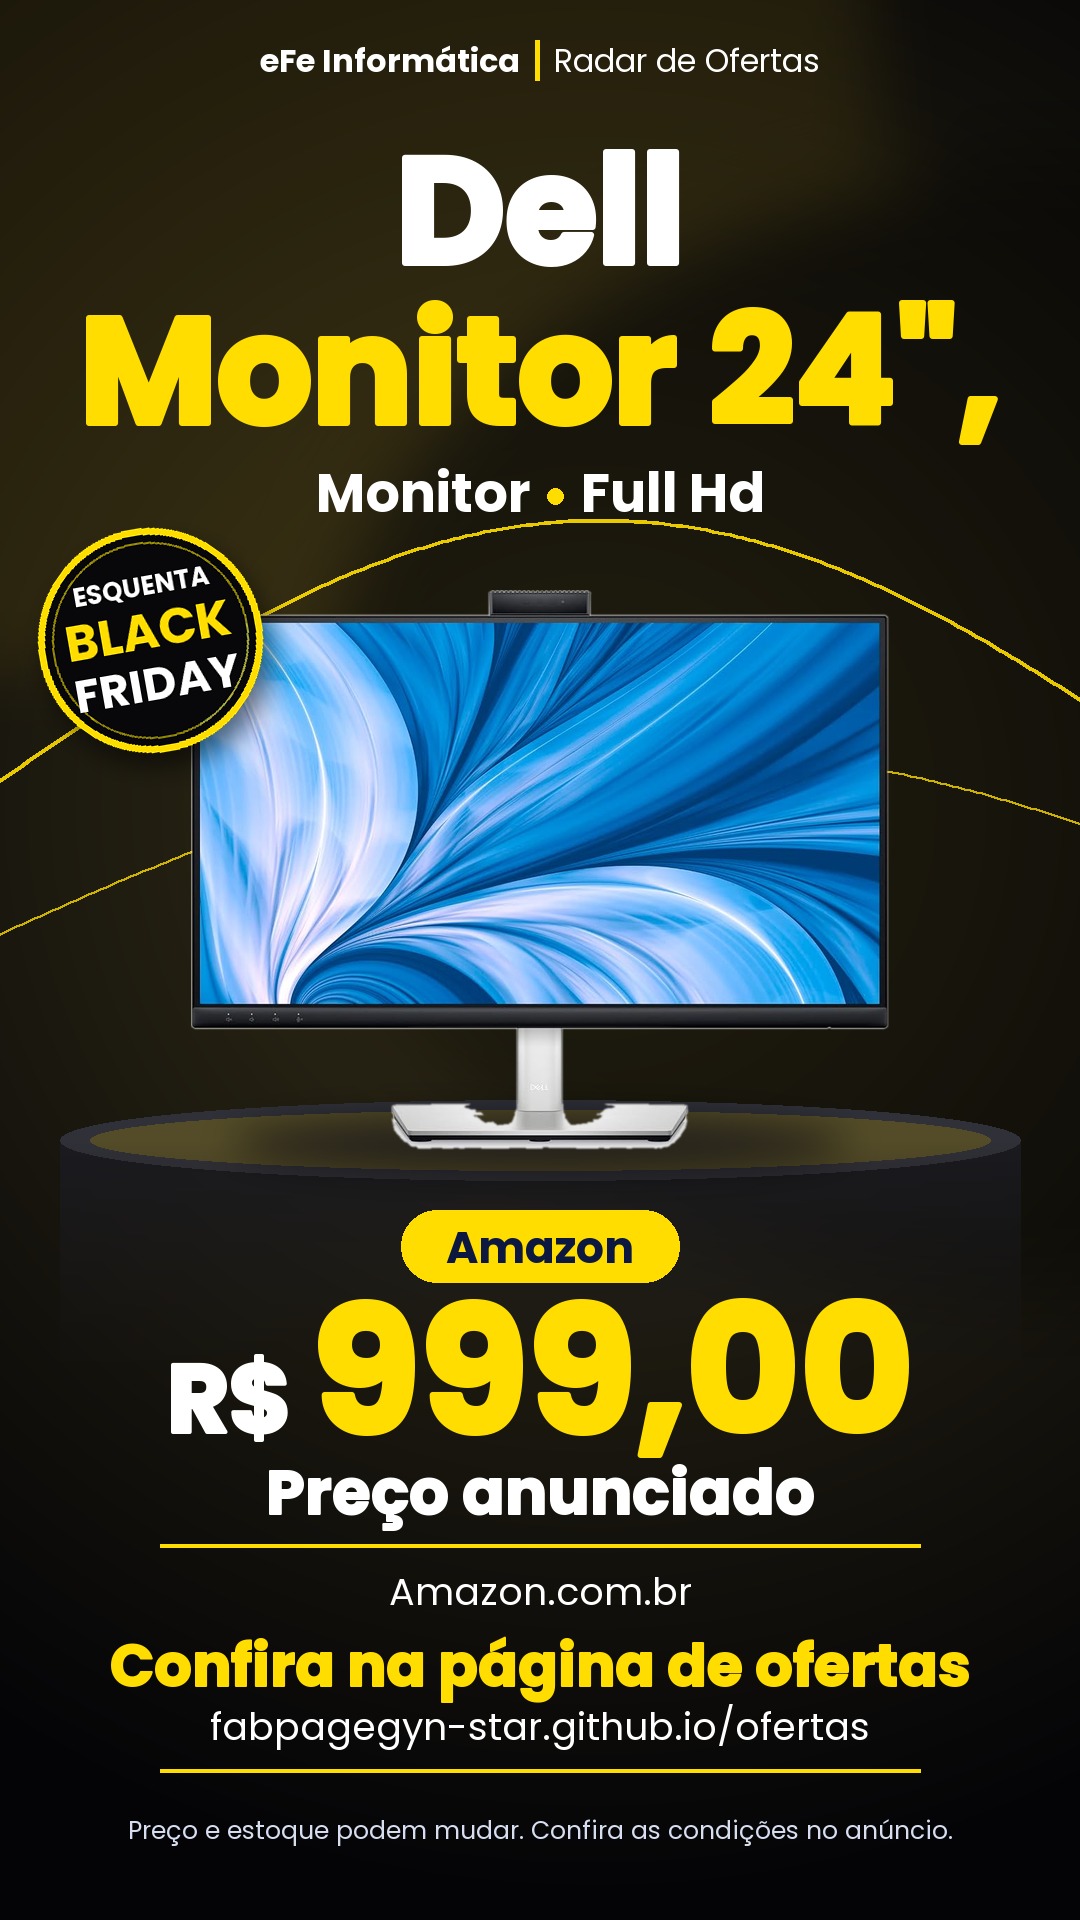 eFe Informática | Radar de Ofertas
Dell
Monitor 24",
Monitor • Full Hd
ESQUENTA
BLACK
FRIDAY
DELL
Amazon
R$ 999,00
Preço anunciado
Amazon.com.br
Confira na página de ofertas
fabpagegyn-star.github.io/ofertas
Preço e estoque podem mudar. Confira as condições no anúncio.